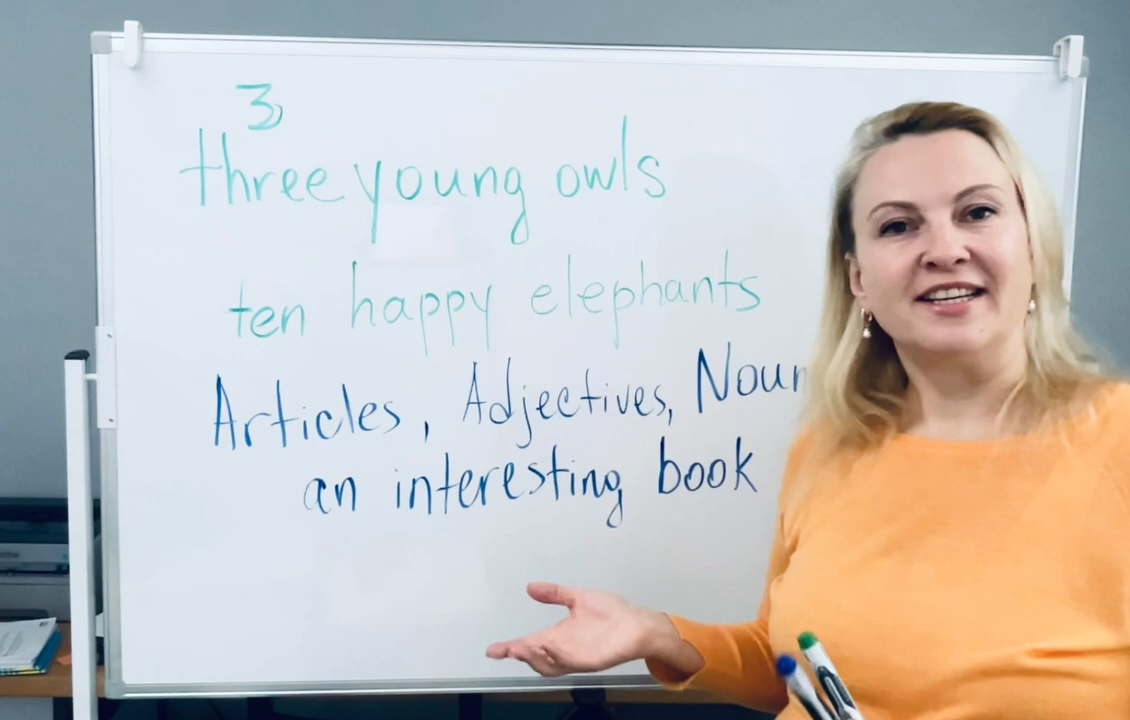 3
three young owls
ten happy elephants
Articles, Adjectives, Noun
an interesting book